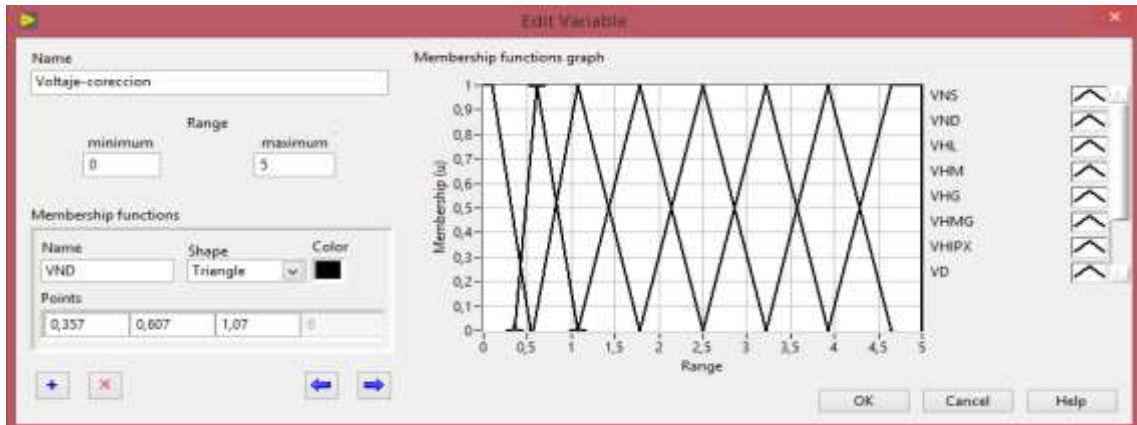 Edit Variable
Name
Voltaje-coreccion
Range
minimum
maximum
0
5
Membership functions
Name
Shape
Color
VND
Triangle
Points
0,357
0,607
1,07
0
Membership functions graph
Membership (u)
1
0,9
0,8
0,7
0,6
0,5
0,4
0,3
0,2
0,1
0
0
0,5
1
1,5
2
2,5
3
3,5
4
4,5
5
Range
VNS
VND
VHL
VHM
VHG
VHMG
VHIPX
VD
OK
Cancel
Help